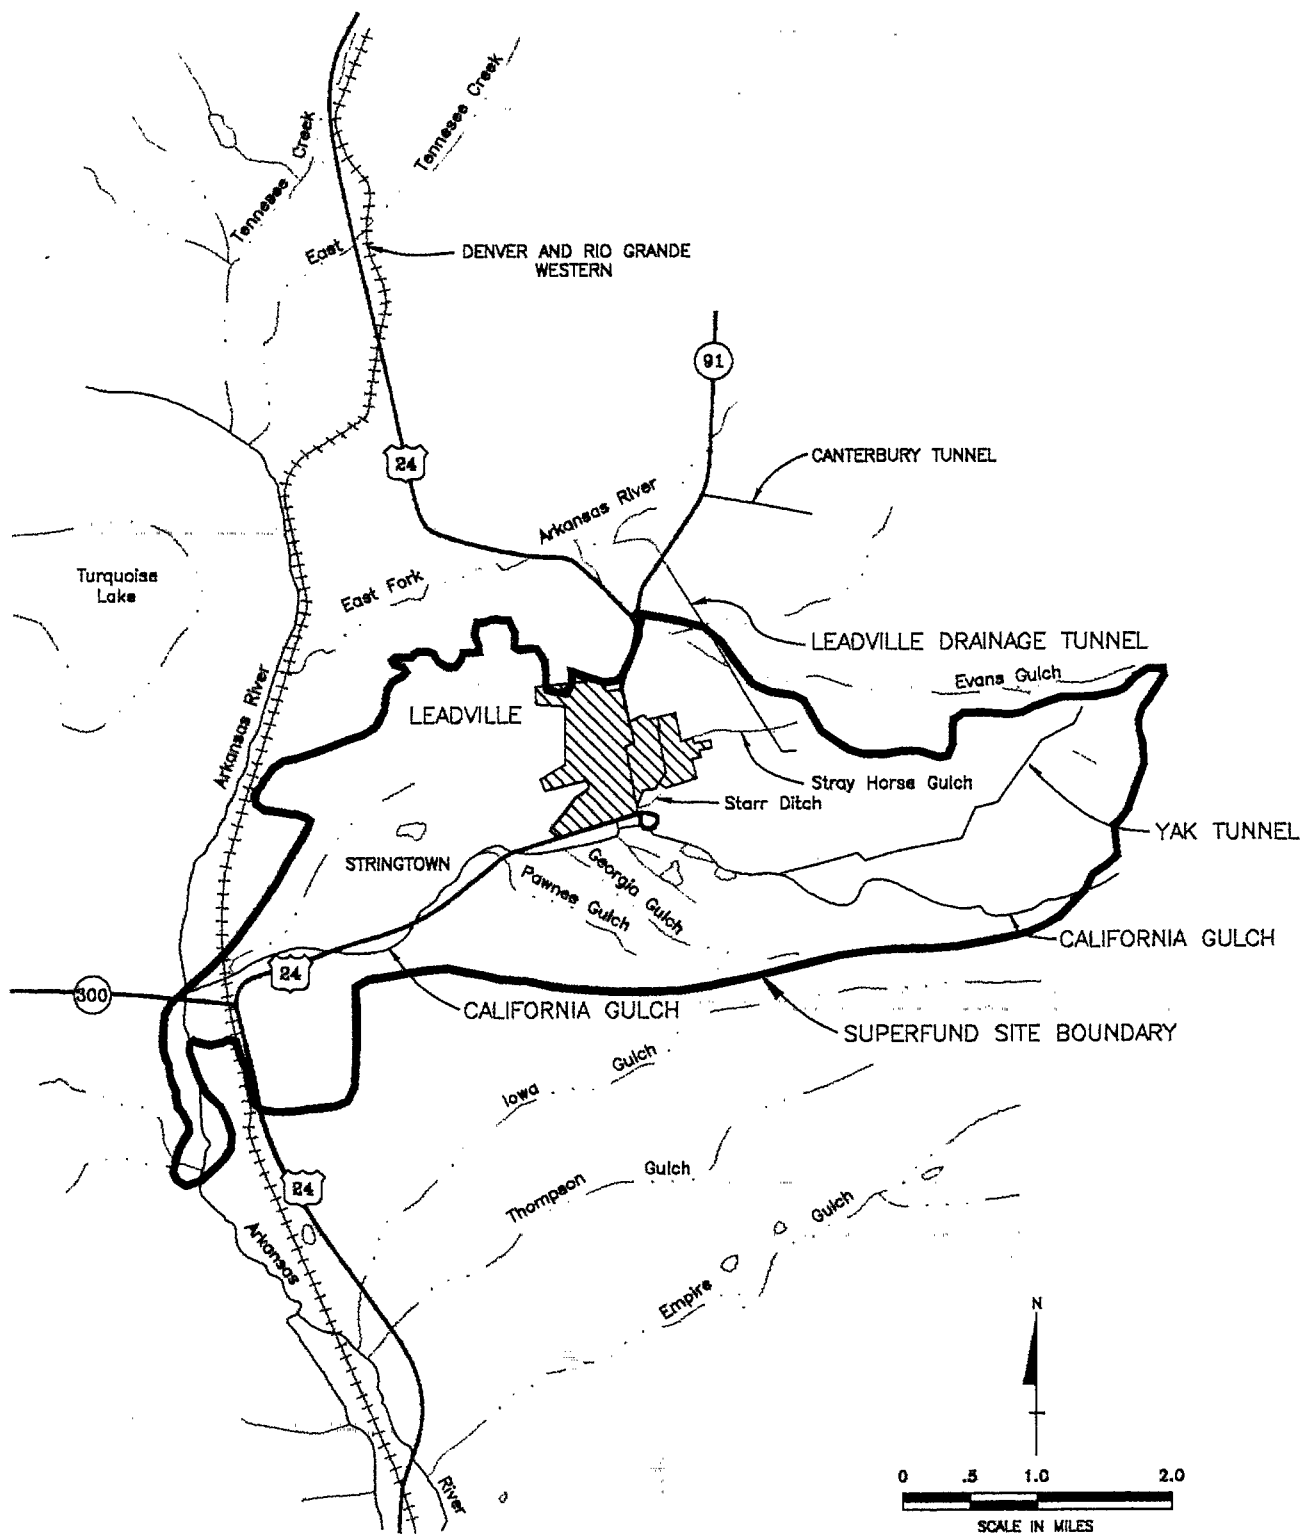 Tennesee Creek
Tennesee Creek
East
DENVER AND RIO GRANDE
WESTERN
91
24
CANTERBURY TUNNEL
Arkansas River
Turquoise
Lake
East Fork
LEADVILLE DRAINAGE TUNNEL
Evans Gulch
Arkansas River
LEADVILLE
Stray Horse Gulch
Starr Ditch
YAK TUNNEL
STRINGTOWN
Georgia Gulch
Pawnee Gulch
CALIFORNIA GULCH
24
300
CALIFORNIA GULCH
SUPERFUND SITE BOUNDARY
Iowa Gulch
Thompson Gulch
24
Arkansas
Empire Gulch
River
N
0 .5 1.0 2.0
SCALE IN MILES